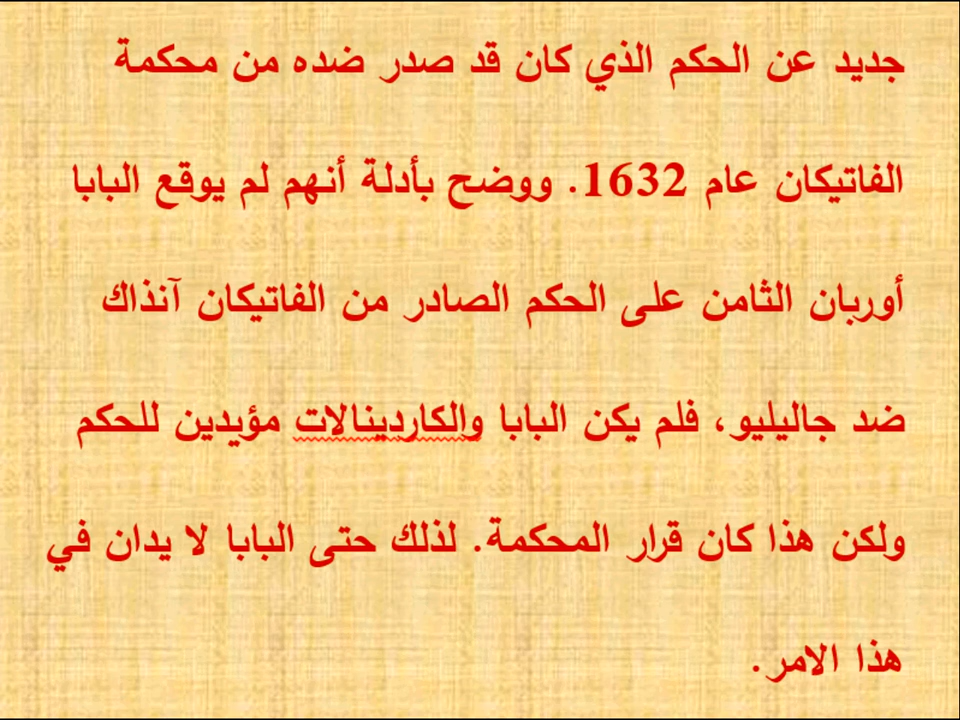 جديد عن الحكم الذي كان قد صدر ضده من محكمة
الفاتيكان عام 1632. ووضح بأدلة أنهم لم يوقع البابا
أوربان الثامن على الحكم الصادر من الفاتيكان آنذاك
ضد جاليليو، فلم يكن البابا والكاردينالات مؤيدين للحكم
ولكن هذا كان قرار المحكمة. لذلك حتى البابا لا يدان في
هذا الامر.